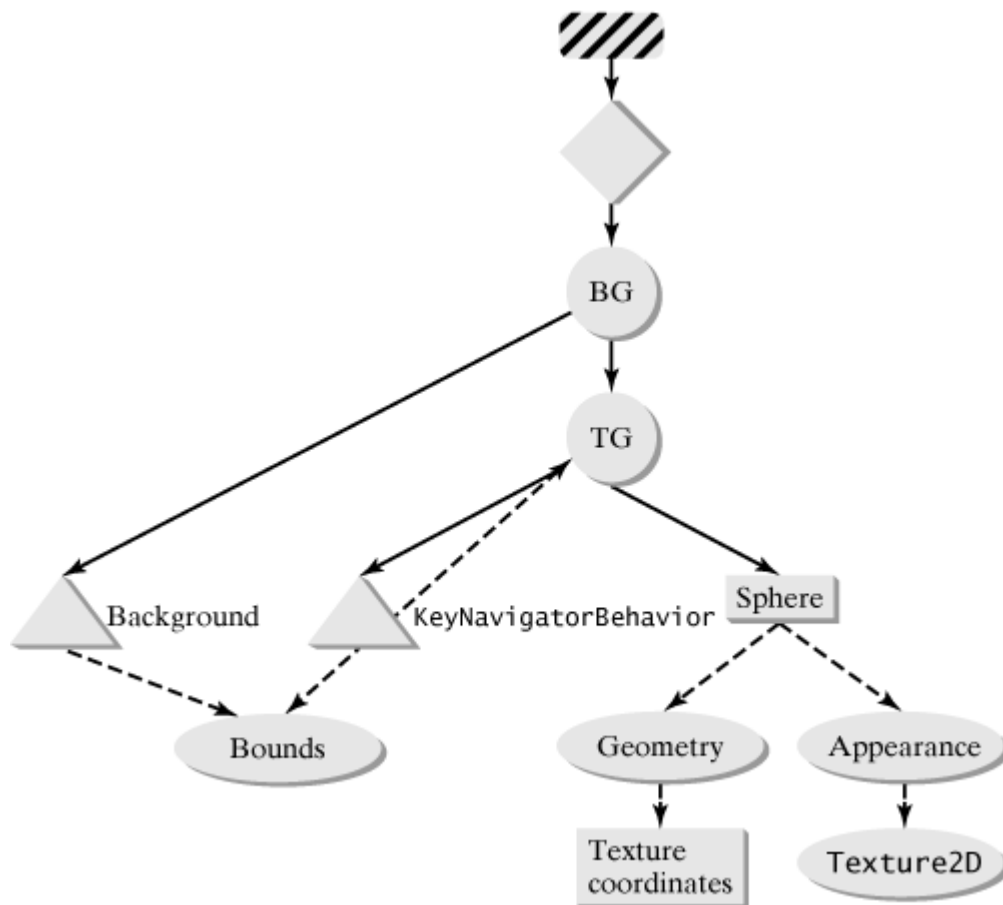 BG
TG
Background
KeyNavigatorBehavior
Sphere
Bounds
Geometry
Appearance
Texture
coordinates
Texture2D